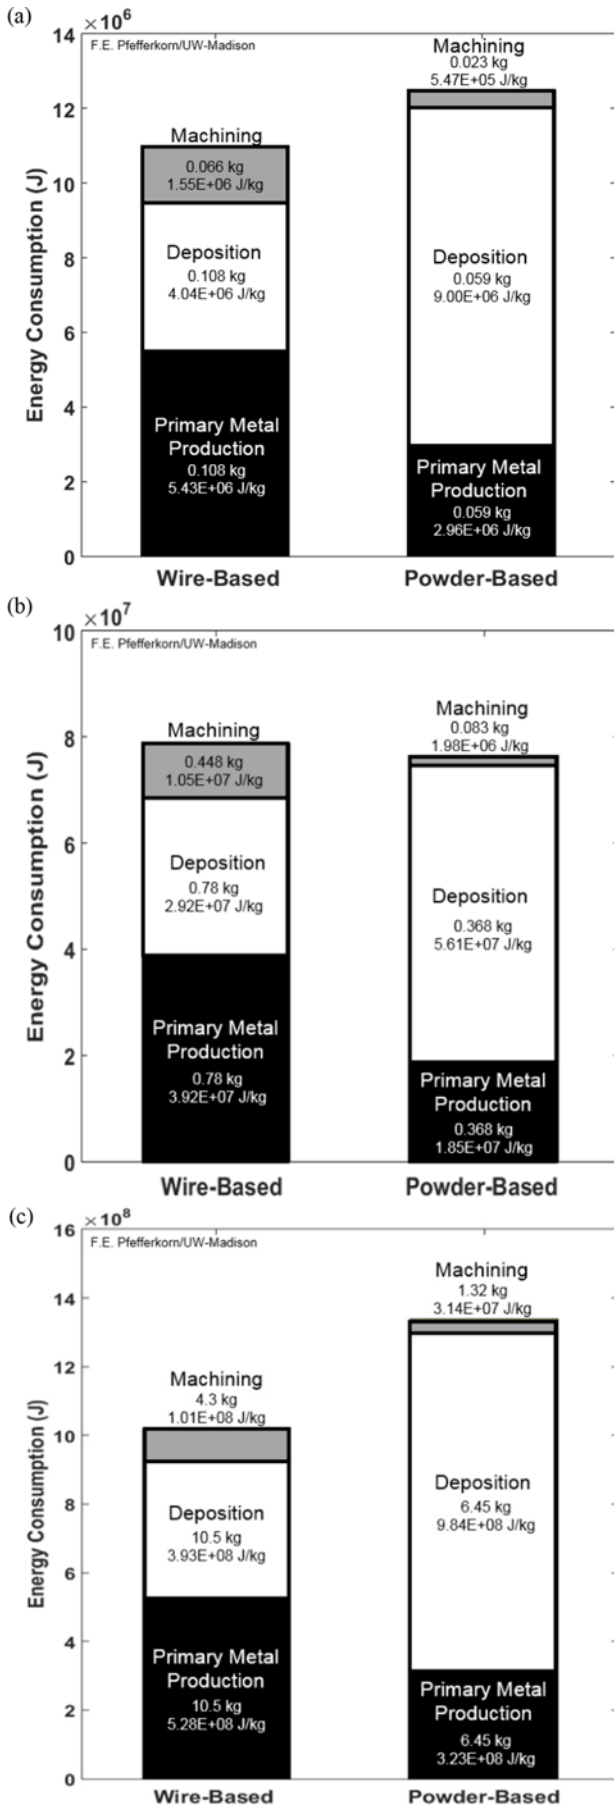 (a)
×10⁶
F.E. Pfefferkorn/UW-Madison
Energy Consumption (J)
14
12
10
8
6
4
2
0
Machining
0.066 kg
1.55E+06 J/kg
Deposition
0.108 kg
4.04E+06 J/kg
Primary Metal
Production
0.108 kg
5.43E+06 J/kg
Wire-Based
Machining
0.023 kg
5.47E+05 J/kg
Deposition
0.059 kg
9.00E+06 J/kg
Primary Metal
Production
0.059 kg
2.96E+06 J/kg
Powder-Based
(b)
×10⁷
F.E. Pfefferkorn/UW-Madison
Energy Consumption (J)
10
8
6
4
2
0
Machining
0.448 kg
1.05E+07 J/kg
Deposition
0.78 kg
2.92E+07 J/kg
Primary Metal
Production
0.78 kg
3.92E+07 J/kg
Wire-Based
Machining
0.083 kg
1.98E+06 J/kg
Deposition
0.368 kg
5.61E+07 J/kg
Primary Metal
Production
0.368 kg
1.85E+07 J/kg
Powder-Based
(c)
×10⁸
F.E. Pfefferkorn/UW-Madison
Energy Consumption (J)
16
14
12
10
8
6
4
2
0
Machining
4.3 kg
1.01E+08 J/kg
Deposition
10.5 kg
3.93E+08 J/kg
Primary Metal
Production
10.5 kg
5.28E+08 J/kg
Wire-Based
Machining
1.32 kg
3.14E+07 J/kg
Deposition
6.45 kg
9.84E+08 J/kg
Primary Metal
Production
6.45 kg
3.23E+08 J/kg
Powder-Based